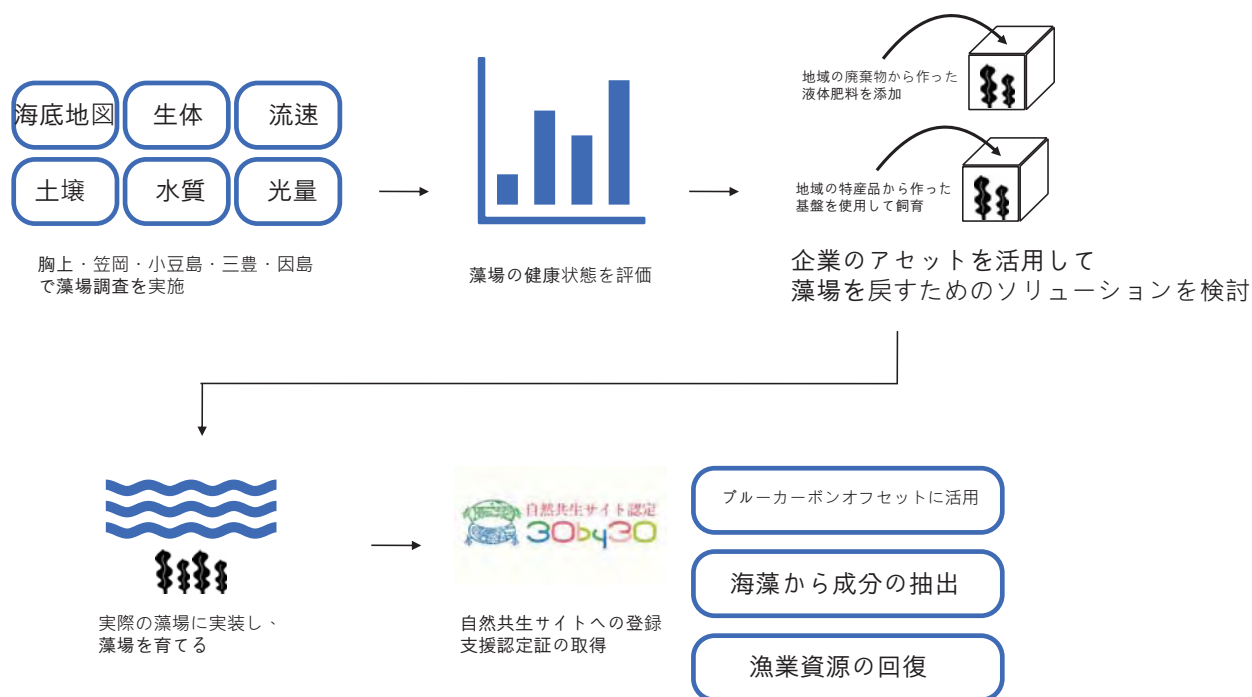 海底地図
生体
流速
土壌
水質
光量
胸上・笠岡・小豆島・三豊・因島
で藻場調査を実施
藻場の健康状態を評価
地域の廃棄物から作った
液体肥料を添加
地域の特産品から作った
基盤を使用して飼育
企業のアセットを活用して
藻場を戻すためのソリューションを検討
実際の藻場に実装し、
藻場を育てる
自然共生サイト認定
30by30
自然共生サイトへの登録
支援認定証の取得
ブルーカーボンオフセットに活用
海藻から成分の抽出
漁業資源の回復